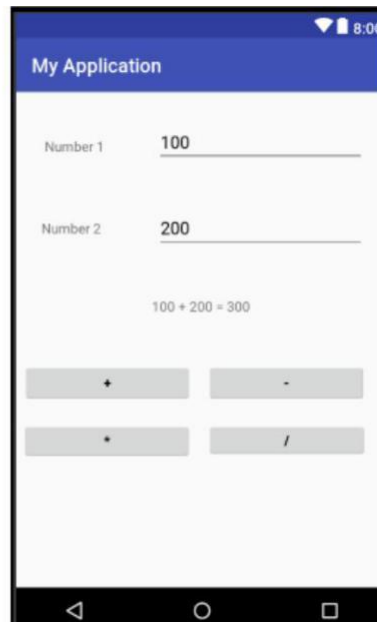 8:00
My Application
Number 1 100
Number 2 200
100 + 200 = 300
+ -
* /